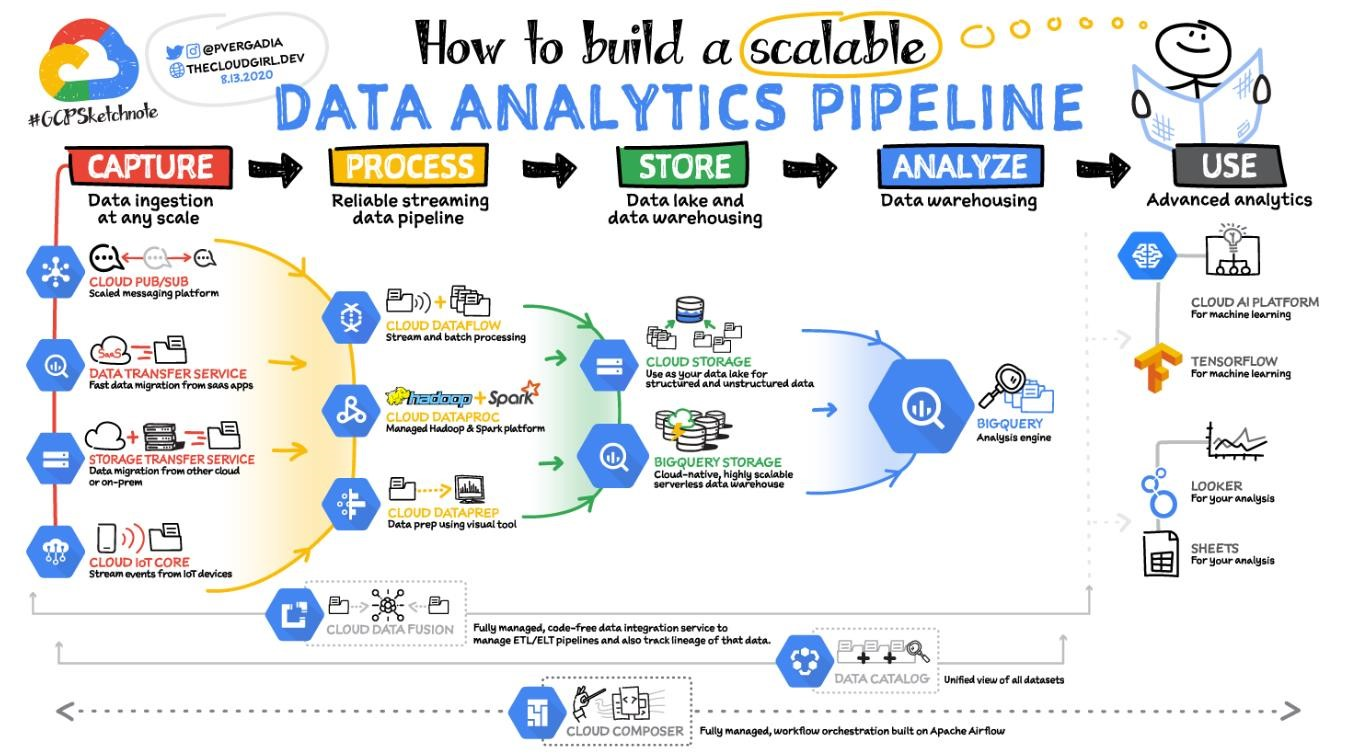 How to build a scalable
DATA ANALYTICS PIPELINE
#GCPSketchnote
@PVERGADIA
THECLOUDGIRL.DEV
8.13.2020
CAPTURE
Data ingestion
at any scale
PROCESS
Reliable streaming
data pipeline
STORE
Data lake and
data warehousing
ANALYZE
Data warehousing
USE
Advanced analytics
CLOUD PUB/SUB
Scaled messaging platform
SaaS
DATA TRANSFER SERVICE
Fast data migration from saas apps
STORAGE TRANSFER SERVICE
Data migration from other cloud
or on-prem
CLOUD IoT CORE
Stream events from IoT devices
CLOUD DATAFLOW
Stream and batch processing
hadoop + Spark
CLOUD DATAPROC
Managed Hadoop & Spark platform
CLOUD DATAPREP
Data prep using visual tool
CLOUD STORAGE
Use as your data lake for
structured and unstructured data
BIGQUERY STORAGE
Cloud-native, highly scalable
serverless data warehouse
BIGQUERY
Analysis engine
CLOUD AI PLATFORM
For machine learning
TENSORFLOW
For machine learning
LOOKER
For your analysis
SHEETS
For your analysis
CLOUD DATA FUSION
Fully managed, code-free data integration service to
manage ETL/ELT pipelines and also track lineage of that data.
DATA CATALOG
Unified view of all datasets
CLOUD COMPOSER
Fully managed, workflow orchestration built on Apache Airflow